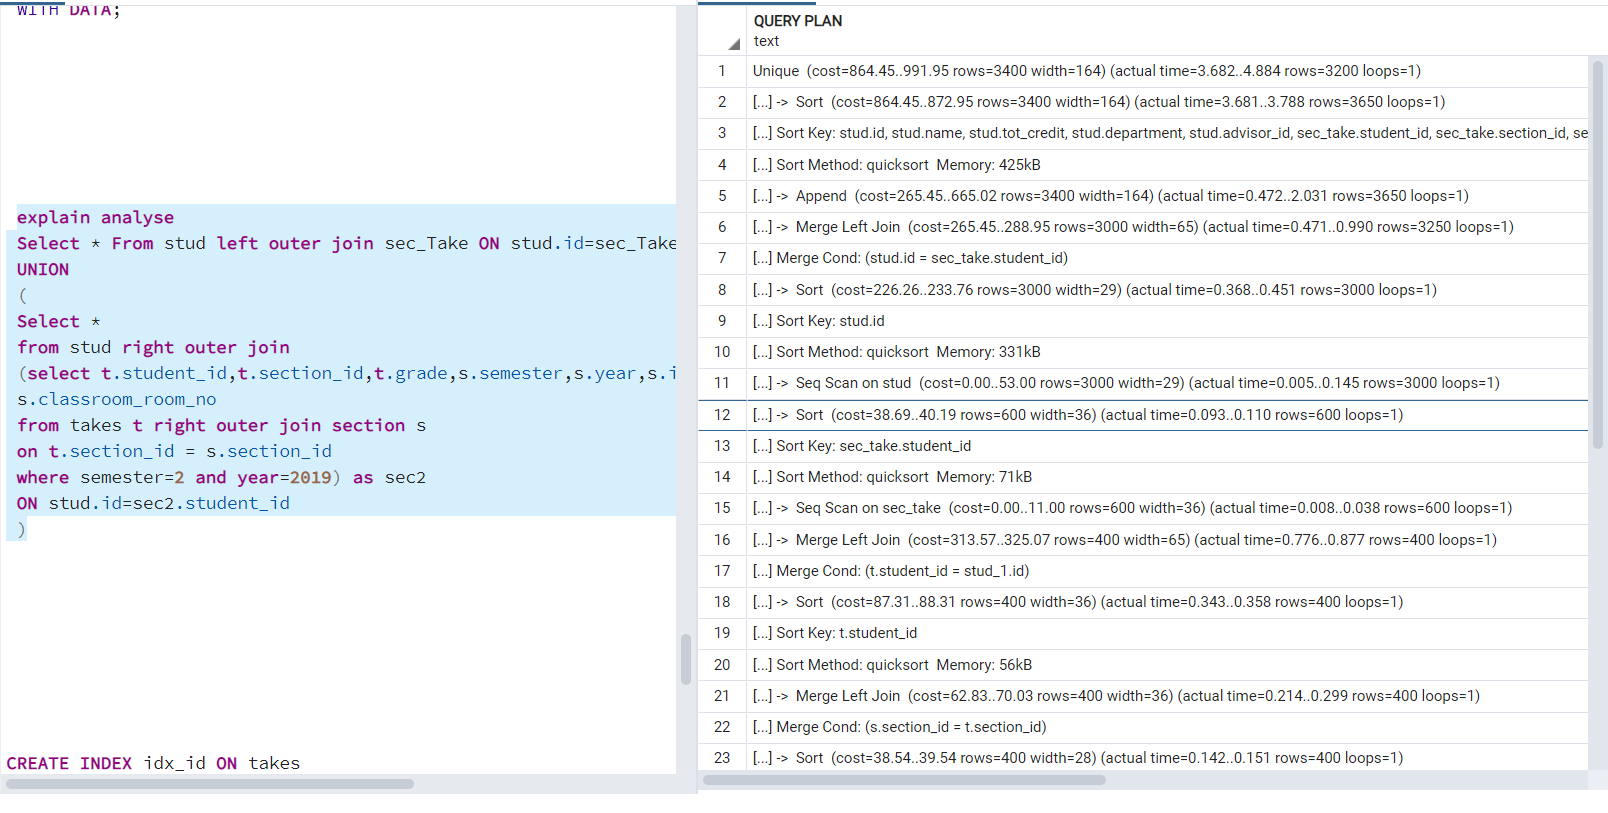 WITH DATA;
explain analyse
Select * From stud left outer join sec_Take ON stud.id=sec_Take
UNION
(
Select *
from stud right outer join
(select t.student_id,t.section_id,t.grade,s.semester,s.year,s.i
s.classroom_room_no
from takes t right outer join section s
on t.section_id = s.section_id
where semester=2 and year=2019) as sec2
ON stud.id=sec2.student_id
)
CREATE INDEX idx_id ON takes
QUERY PLAN
text
1 Unique (cost=864.45..991.95 rows=3400 width=164) (actual time=3.682..4.884 rows=3200 loops=1)
2 [...] -> Sort (cost=864.45..872.95 rows=3400 width=164) (actual time=3.681..3.788 rows=3650 loops=1)
3 [...] Sort Key: stud.id, stud.name, stud.tot_credit, stud.department, stud.advisor_id, sec_take.student_id, sec_take.section_id, se
4 [...] Sort Method: quicksort Memory: 425kB
5 [...] -> Append (cost=265.45..665.02 rows=3400 width=164) (actual time=0.472..2.031 rows=3650 loops=1)
6 [...] -> Merge Left Join (cost=265.45..288.95 rows=3000 width=65) (actual time=0.471..0.990 rows=3250 loops=1)
7 [...] Merge Cond: (stud.id = sec_take.student_id)
8 [...] -> Sort (cost=226.26..233.76 rows=3000 width=29) (actual time=0.368..0.451 rows=3000 loops=1)
9 [...] Sort Key: stud.id
10 [...] Sort Method: quicksort Memory: 331kB
11 [...] -> Seq Scan on stud (cost=0.00..53.00 rows=3000 width=29) (actual time=0.005..0.145 rows=3000 loops=1)
12 [...] -> Sort (cost=38.69..40.19 rows=600 width=36) (actual time=0.093..0.110 rows=600 loops=1)
13 [...] Sort Key: sec_take.student_id
14 [...] Sort Method: quicksort Memory: 71kB
15 [...] -> Seq Scan on sec_take (cost=0.00..11.00 rows=600 width=36) (actual time=0.008..0.038 rows=600 loops=1)
16 [...] -> Merge Left Join (cost=313.57..325.07 rows=400 width=65) (actual time=0.776..0.877 rows=400 loops=1)
17 [...] Merge Cond: (t.student_id = stud_1.id)
18 [...] -> Sort (cost=87.31..88.31 rows=400 width=36) (actual time=0.343..0.358 rows=400 loops=1)
19 [...] Sort Key: t.student_id
20 [...] Sort Method: quicksort Memory: 56kB
21 [...] -> Merge Left Join (cost=62.83..70.03 rows=400 width=36) (actual time=0.214..0.299 rows=400 loops=1)
22 [...] Merge Cond: (s.section_id = t.section_id)
23 [...] -> Sort (cost=38.54..39.54 rows=400 width=28) (actual time=0.142..0.151 rows=400 loops=1)